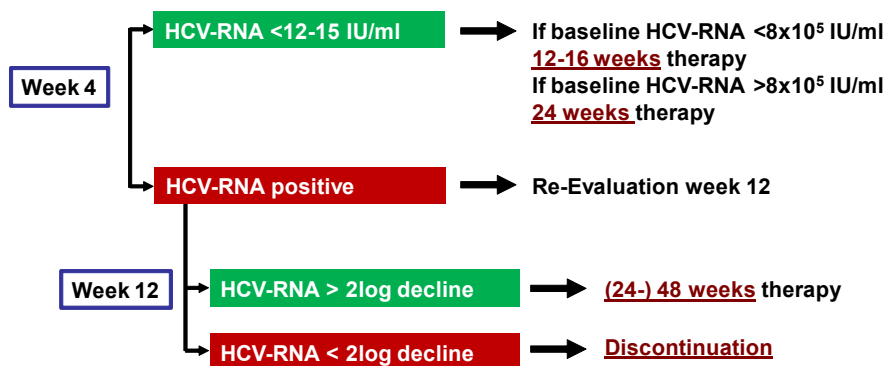 HCV-RNA <12-15 IU/ml
If baseline HCV-RNA <8x10⁵ IU/ml
12-16 weeks therapy
If baseline HCV-RNA >8x10⁵ IU/ml
24 weeks therapy
Week 4
HCV-RNA positive
Re-Evaluation week 12
Week 12
HCV-RNA > 2log decline
(24-) 48 weeks therapy
HCV-RNA < 2log decline
Discontinuation